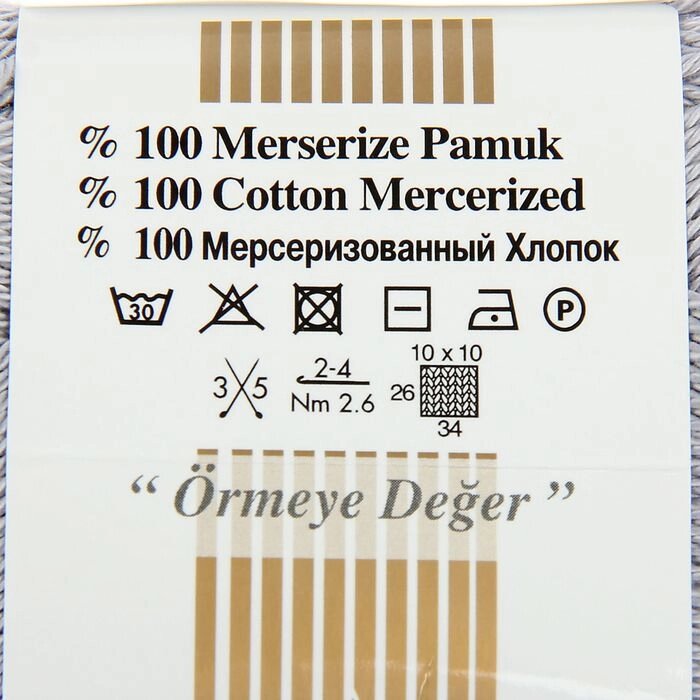 % 100 Merserize Pamuk
% 100 Cotton Mercerized
% 100 Мерсеризованный Хлопок
30 P
3 5 2-4 10 x 10
Nm 2.6 26
34
“ Örmeye Değer ”